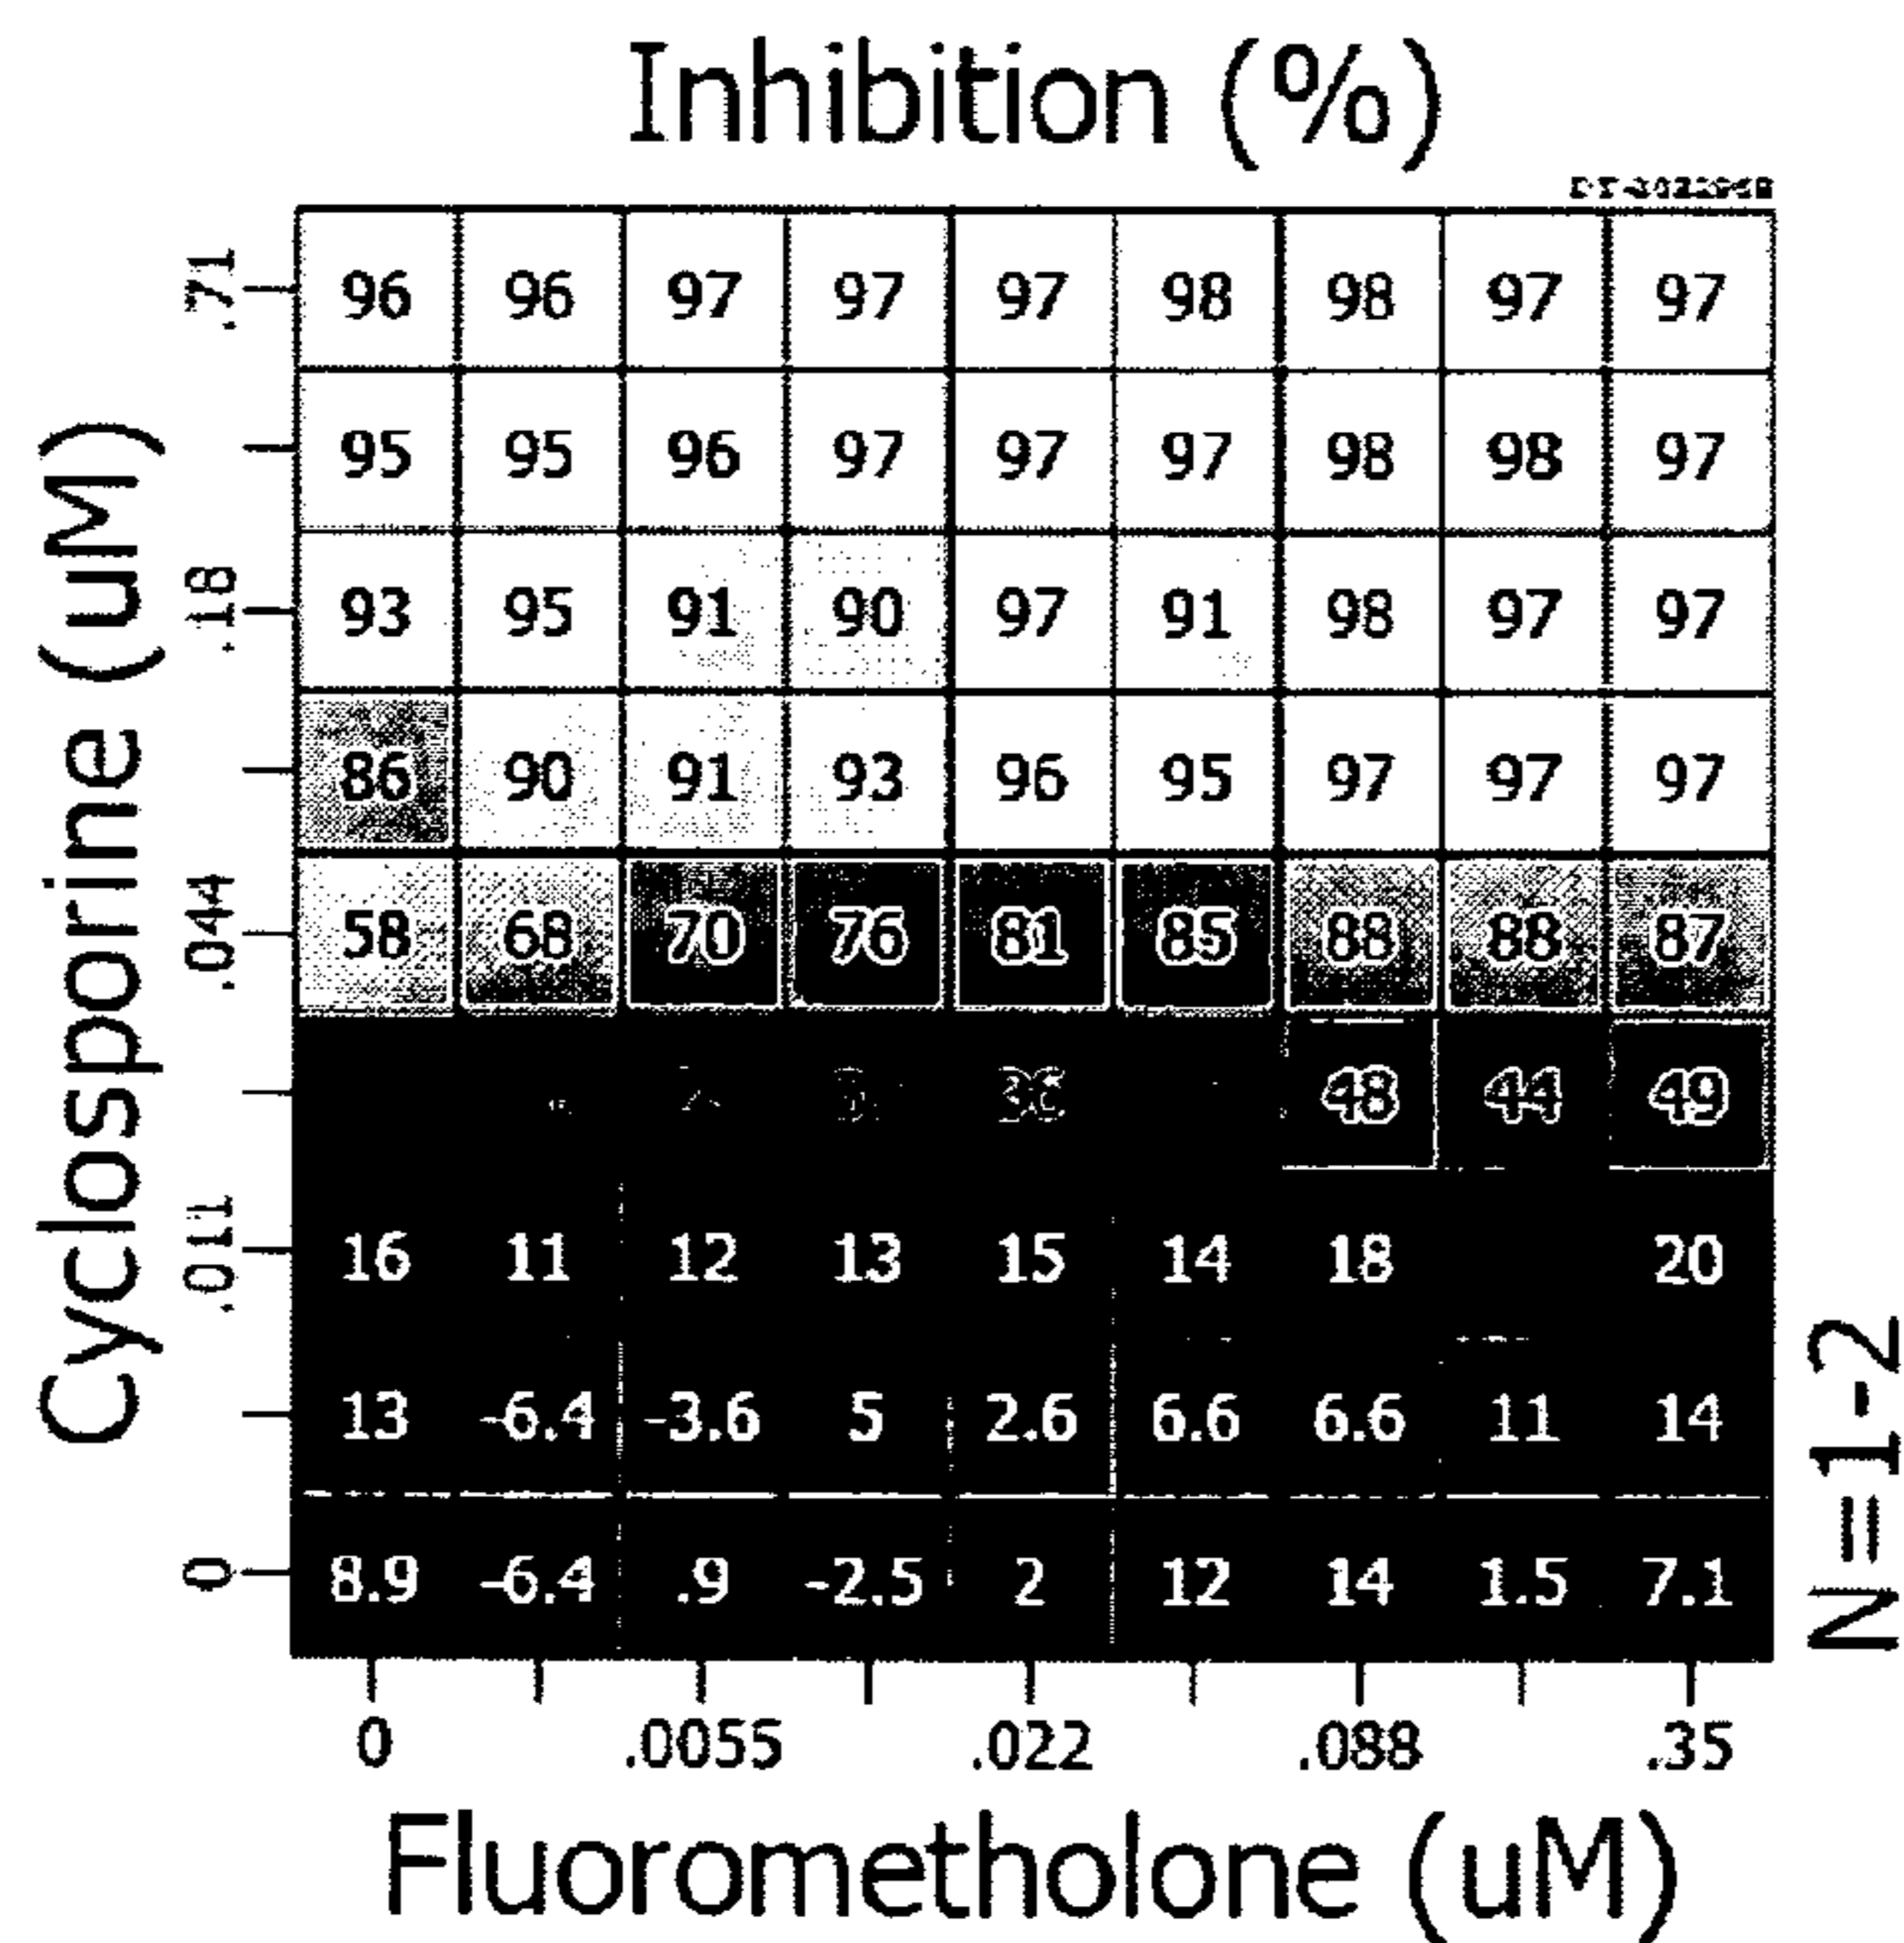 Inhibition (%)
.71 96 96 97 97 97 98 98 97 97
95 95 96 97 97 97 98 98 97
.18 93 95 91 90 97 91 98 97 97
86 90 91 93 96 95 97 97 97
.044 58 68 70 76 81 85 88 88 87
48 44 49
.011 16 11 12 13 15 14 18 20
13 -6.4 -3.6 5 2.6 6.6 6.6 11 14
0 8.9 -6.4 .9 -2.5 2 12 14 1.5 7.1
0 .0055 .022 .088 .35
Fluorometholone (uM)
Cyclosporine (uM)
N=1-2